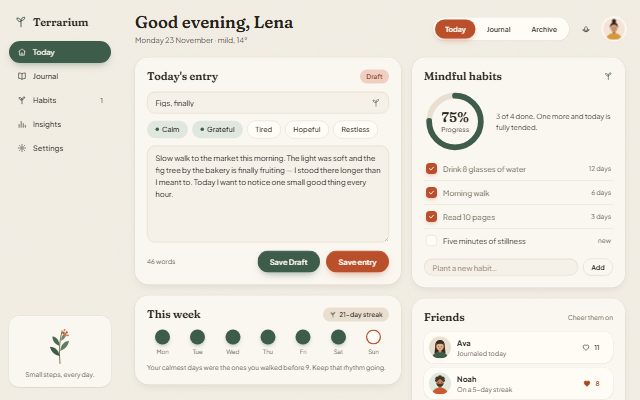 Terrarium
Today
Journal
Habits 1
Insights
Settings
Small steps, every day.
Good evening, Lena
Monday 23 November · mild, 14°
Today Journal Archive
Today's entry
Draft
Figs, finally
Calm Grateful Tired Hopeful Restless
Slow walk to the market this morning. The light was soft and the
fig tree by the bakery is finally fruiting — I stood there longer than
I meant to. Today I want to notice one small good thing every
hour.
46 words
Save Draft
Save entry
This week
21-day streak
Mon Tue Wed Thu Fri Sat Sun
Your calmest days were the ones you walked before 9. Keep that rhythm going.
Mindful habits
75%
Progress
3 of 4 done. One more and today is
fully tended.
Drink 8 glasses of water 12 days
Morning walk 6 days
Read 10 pages 3 days
Five minutes of stillness new
Plant a new habit...
Add
Friends
Cheer them on
Ava
Journaled today
11
Noah
On a 5-day streak
8